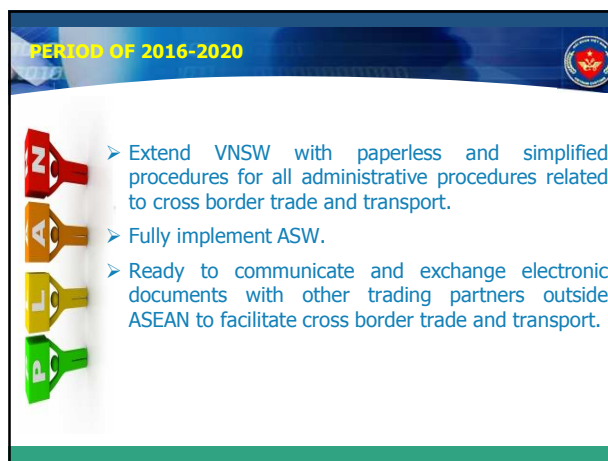 PERIOD OF 2016-2020
➢ Extend VNSW with paperless and simplified
procedures for all administrative procedures related
to cross border trade and transport.
➢ Fully implement ASW.
➢ Ready to communicate and exchange electronic
documents with other trading partners outside
ASEAN to facilitate cross border trade and transport.
N
A
L
P